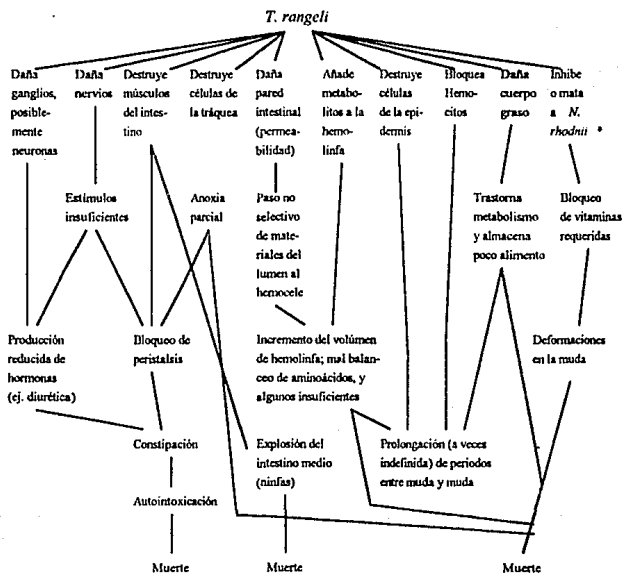 T. rangeli
Daña
ganglios,
posible-
mente
neuronas
Daña
nervios
Destruye
músculos
del intes-
tino
Destruye
células de
la tráquea
Daña
pared
intestinal
(permea-
bilidad)
Añade
metabo-
litos a la
hemo-
linfa
Destruye
células
de la epi-
dermis
Bloquea
Hemo-
citos
Daña
cuerpo
graso
Inhibe
o mata
a N.
rhodnii *
Estímulos
insuficientes
Anoxia
parcial
Paso no
selectivo
de mate-
riales del
lumen al
hemocele
Trastorna
metabolismo
y almacena
poco alimento
Bloqueo
de vitaminas
requeridas
Producción
reducida de
hormonas
(ej. diurética)
Bloqueo de
peristalsis
Incremento del volúmen
de hemolinfa; mal balan-
ceo de aminoácidos, y
algunos insuficientes
Deformaciones
en la muda
Constipación
Explosión del
intestino medio
(ninfas)
Prolongación (a veces
indefinida) de periodos
entre muda y muda
Autointoxicación
Muerte
Muerte
Muerte